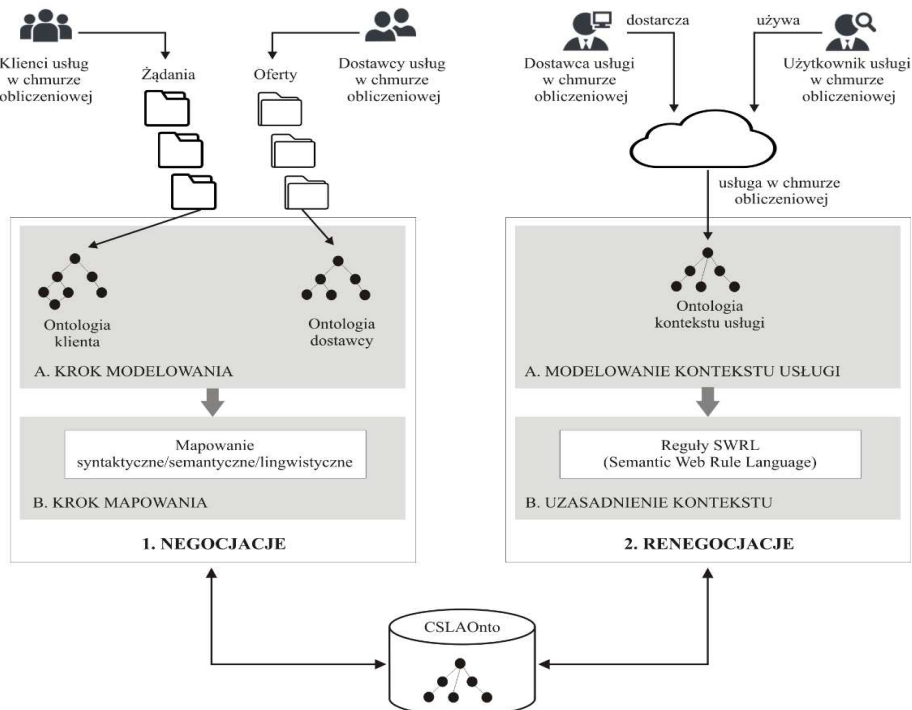 Klienci usług
w chmurze
obliczeniowej
Żądania
Oferty
Dostawcy usług
w chmurze
obliczeniowej
Ontologia
klienta
Ontologia
dostawcy
A. KROK MODELOWANIA
Mapowanie
syntaktyczne/semantyczne/lingwistyczne
B. KROK MAPOWANIA
1. NEGOCJACJE
dostarcza
używa
Dostawca usługi
w chmurze
obliczeniowej
Użytkownik usługi
w chmurze
obliczeniowej
usługa w chmurze
obliczeniowej
Ontologia
kontekstu usługi
A. MODELOWANIE KONTEKSTU USŁUGI
Reguły SWRL
(Semantic Web Rule Language)
B. UZASADNIENIE KONTEKSTU
2. RENEGOCJACJE
CSLAOnto